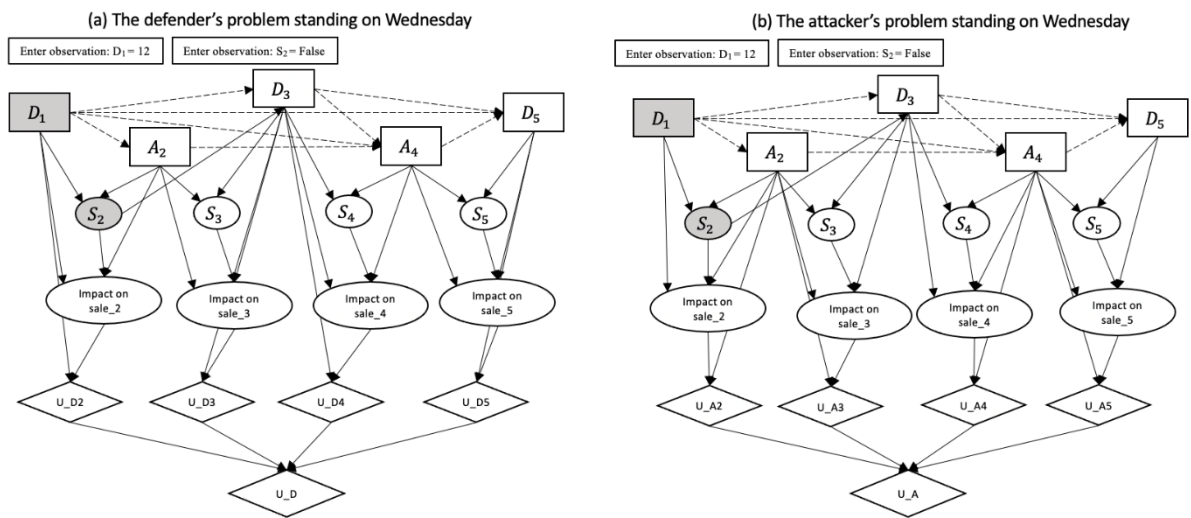 (a) The defender's problem standing on Wednesday
Enter observation: D₁ = 12
Enter observation: S₂ = False
D₃
D₁
D₅
A₂
A₄
S₂
S₃
S₄
S₅
Impact on
sale_2
Impact on
sale_3
Impact on
sale_4
Impact on
sale_5
U_D2
U_D3
U_D4
U_D5
U_D
(b) The attacker's problem standing on Wednesday
Enter observation: D₁ = 12
Enter observation: S₂ = False
D₃
D₁
D₅
A₂
A₄
S₂
S₃
S₄
S₅
Impact on
sale_2
Impact on
sale_3
Impact on
sale_4
Impact on
sale_5
U_A2
U_A3
U_A4
U_A5
U_A